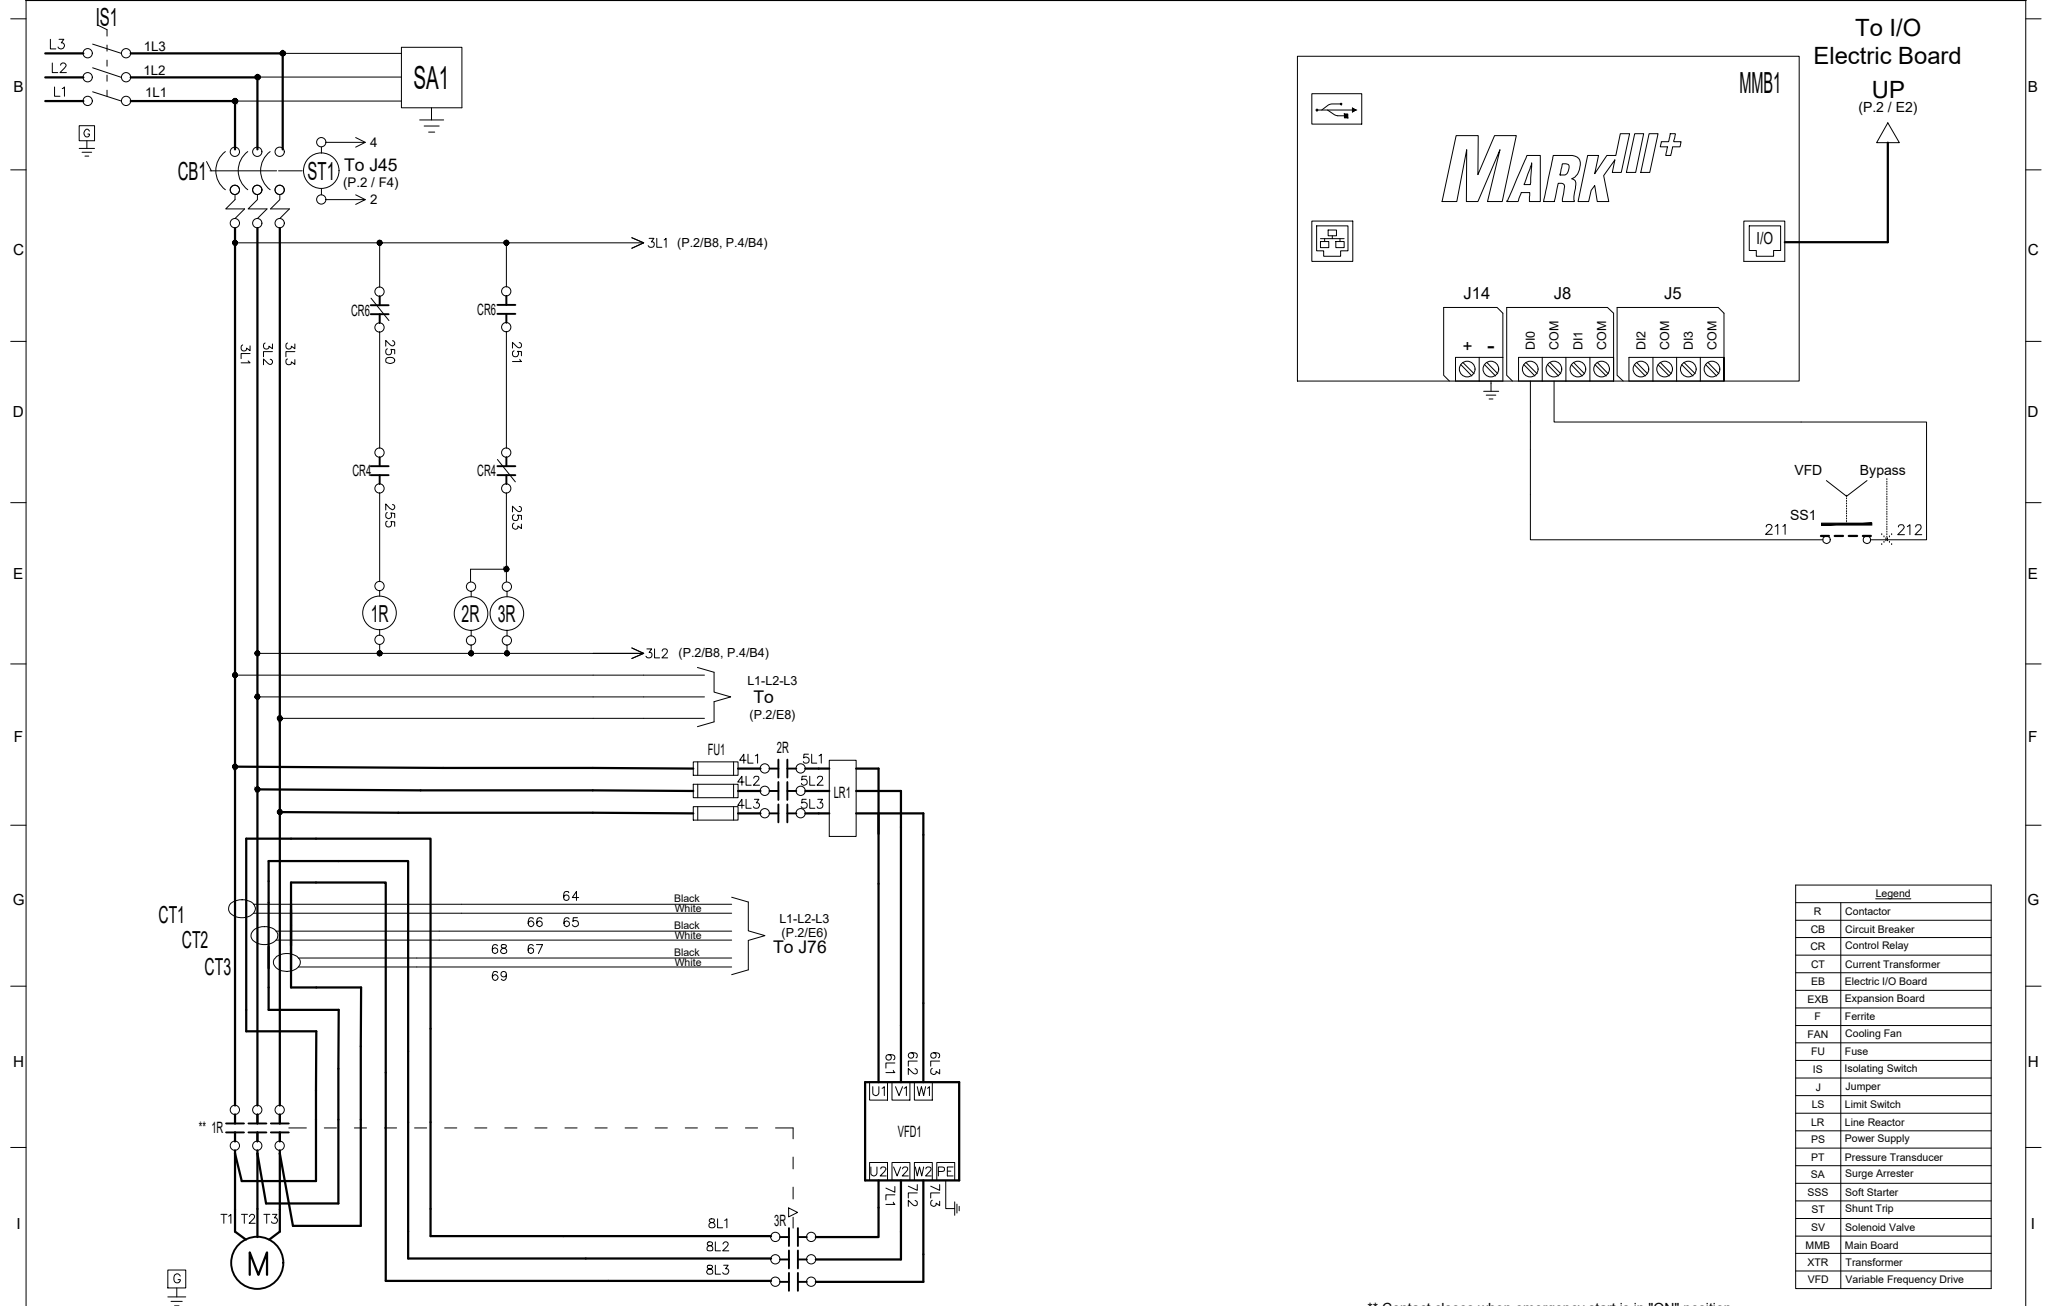 IS1
L3
1L3
L2
1L2
L1
1L1
SA1
G
CB1
ST1
4
To J45
(P.2 / F4)
2
3L1 (P.2/B8, P.4/B4)
CR6
CR6
250
251
3L1
3L2
3L3
CR4
CR4
255
253
1R
2R
3R
3L2 (P.2/B8, P.4/B4)
L1-L2-L3
To
(P.2/E8)
FU1
2R
4L1
5L1
4L2
5L2
4L3
5L3
LR1
CT1
CT2
CT3
64
Black
White
66 65
Black
White
68 67
Black
White
69
L1-L2-L3
(P.2/E6)
To J76
6L1
6L2
6L3
U1
V1
W1
VFD1
U2
V2
W2
PE
7L1
7L2
7L3
** 1R
T1
T2
T3
M
G
3R
8L1
8L2
8L3
To I/O
Electric Board
UP
(P.2 / E2)
MMB1
MARK III+
I/O
J14
J8
J5
+
-
DI0
COM
DI1
COM
DI2
COM
DI3
COM
VFD
Bypass
SS1
211
212
Legend
R Contactor
CB Circuit Breaker
CR Control Relay
CT Current Transformer
EB Electric I/O Board
EXB Expansion Board
F Ferrite
FAN Cooling Fan
FU Fuse
IS Isolating Switch
J Jumper
LS Limit Switch
LR Line Reactor
PS Power Supply
PT Pressure Transducer
SA Surge Arrester
SSS Soft Starter
ST Shunt Trip
SV Solenoid Valve
MMB Main Board
XTR Transformer
VFD Variable Frequency Drive
** Contact closes when emergency start is in "ON" position
B
C
D
E
F
G
H
I
B
C
D
E
F
G
H
I